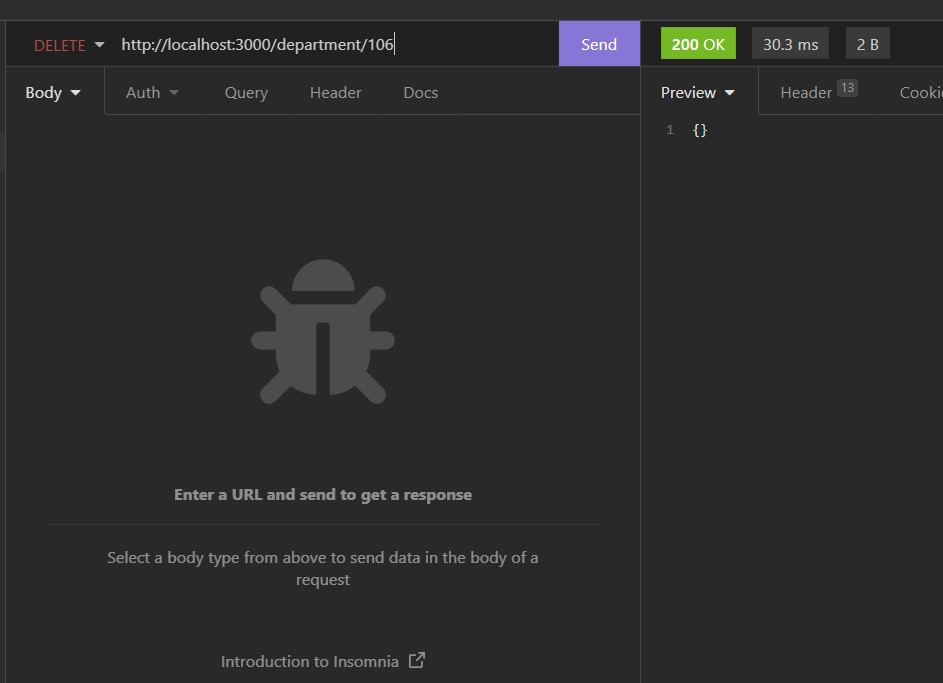 DELETE http://localhost:3000/department/106 Send 200 OK 30.3 ms 2 B
Body Auth Query Header Docs Preview Header 13 Cooki
1 {}
Enter a URL and send to get a response
Select a body type from above to send data in the body of a
request
Introduction to Insomnia